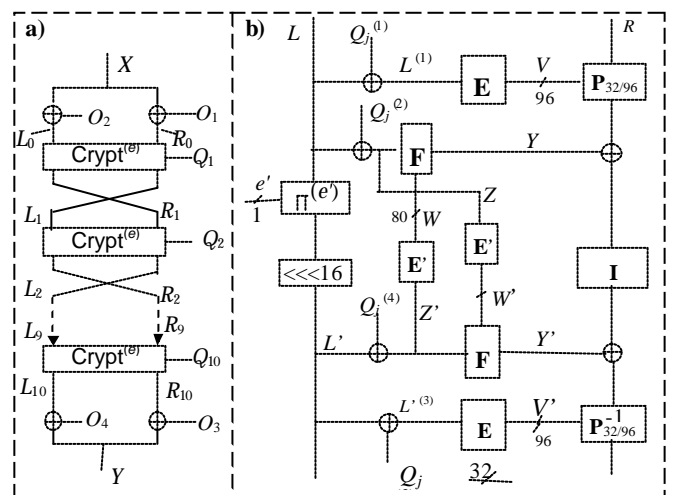 a)
X
O₂
O₁
L₀
R₀
Crypt⁽ᵉ⁾
Q₁
L₁
R₁
Crypt⁽ᵉ⁾
Q₂
L₂
R₂
L₉
R₉
Crypt⁽ᵉ⁾
Q₁₀
L₁₀
R₁₀
O₄
O₃
Y
b)
L
Qⱼ⁽¹⁾
R
L⁽¹⁾
E
V
96
P₃₂/₉₆
Qⱼ⁽²⁾
F
Y
e'
1
Π⁽ᵉ'⁾
Z
80
W
E'
E'
<<<16
I
Qⱼ⁽⁴⁾
Z'
W'
L'
F
Y'
L'⁽³⁾
E
V'
96
P⁻¹₃₂/₉₆
Qⱼ
32